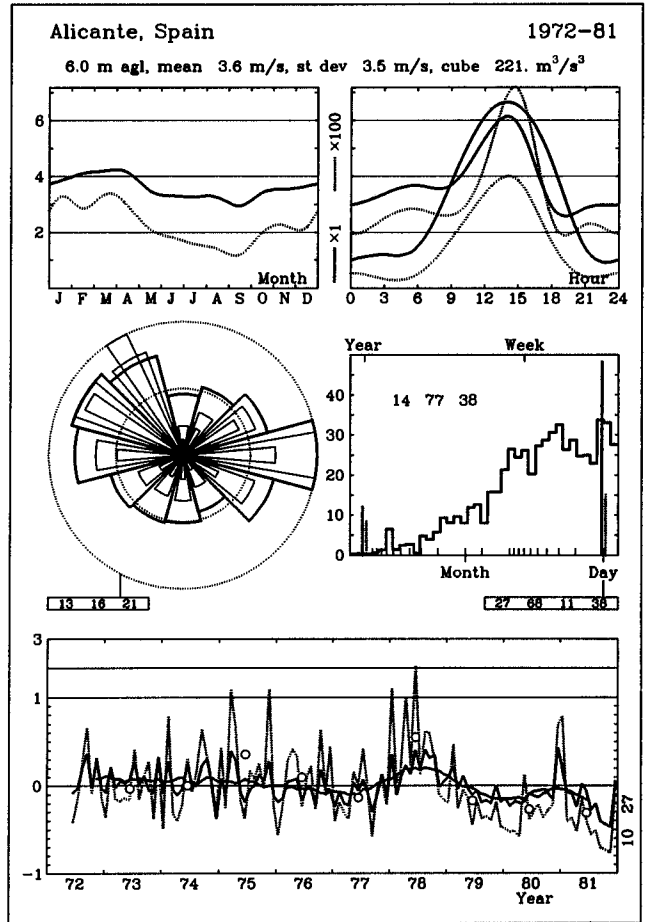 Alicante, Spain 1972-81
6.0 m agl, mean 3.6 m/s, st dev 3.5 m/s, cube 221. m³/s³
6
4
2
×100
×1
Month
Hour
J F M A M J J A S O N D
0 3 6 9 12 15 18 21 24
Year Week
40
30
20
10
0
14 77 38
Month Day
13 16 21
27 68 11 38
3
1
0
-1
10 27
72 73 74 75 76 77 78 79 80 81
Year